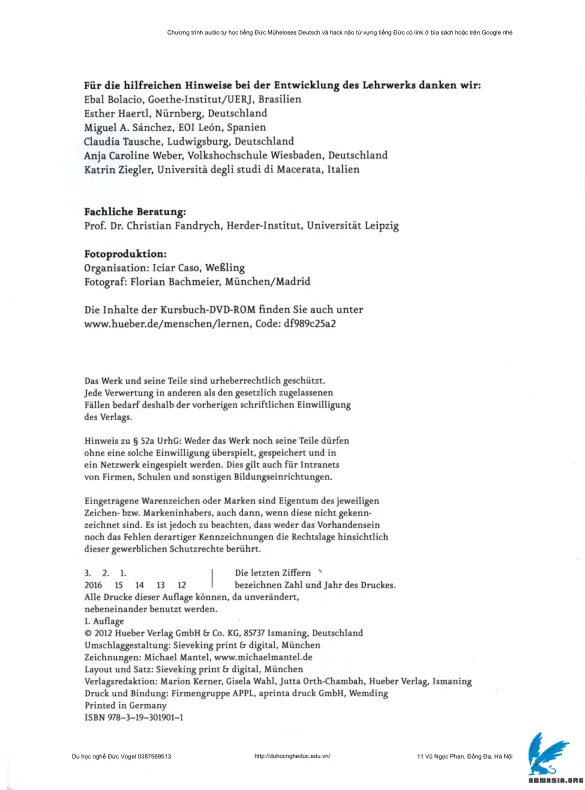 Chương trình audio tự học tiếng Đức Müheloses Deutsch và hack não từ vựng tiếng Đức có link ở bìa sách hoặc trên Google nhé
Für die hilfreichen Hinweise bei der Entwicklung des Lehrwerks danken wir:
Ebal Bolacio, Goethe-Institut/UERJ, Brasilien
Esther Haertl, Nürnberg, Deutschland
Miguel A. Sánchez, EOI León, Spanien
Claudia Tausche, Ludwigsburg, Deutschland
Anja Caroline Weber, Volkshochschule Wiesbaden, Deutschland
Katrin Ziegler, Università degli studi di Macerata, Italien
Fachliche Beratung:
Prof. Dr. Christian Fandrych, Herder-Institut, Universität Leipzig
Fotoproduktion:
Organisation: Iciar Caso, Weßling
Fotograf: Florian Bachmeier, München/Madrid
Die Inhalte der Kursbuch-DVD-ROM finden Sie auch unter
www.hueber.de/menschen/lernen, Code: df989c25a2
Das Werk und seine Teile sind urheberrechtlich geschützt.
Jede Verwertung in anderen als den gesetzlich zugelassenen
Fällen bedarf deshalb der vorherigen schriftlichen Einwilligung
des Verlags.
Hinweis zu § 52a UrhG: Weder das Werk noch seine Teile dürfen
ohne eine solche Einwilligung überspielt, gespeichert und in
ein Netzwerk eingespielt werden. Dies gilt auch für Intranets
von Firmen, Schulen und sonstigen Bildungseinrichtungen.
Eingetragene Warenzeichen oder Marken sind Eigentum des jeweiligen
Zeichen- bzw. Markeninhabers, auch dann, wenn diese nicht gekenn-
zeichnet sind. Es ist jedoch zu beachten, dass weder das Vorhandensein
noch das Fehlen derartiger Kennzeichnungen die Rechtslage hinsichtlich
dieser gewerblichen Schutzrechte berührt.
3. 2. 1. | Die letzten Ziffern
2016 15 14 13 12 | bezeichnen Zahl und Jahr des Druckes.
Alle Drucke dieser Auflage können, da unverändert,
nebeneinander benutzt werden.
1. Auflage
© 2012 Hueber Verlag GmbH & Co. KG, 85737 Ismaning, Deutschland
Umschlaggestaltung: Sieveking print & digital, München
Zeichnungen: Michael Mantel, www.michaelmantel.de
Layout und Satz: Sieveking print & digital, München
Verlagsredaktion: Marion Kerner, Gisela Wahl, Jutta Orth-Chambah, Hueber Verlag, Ismaning
Druck und Bindung: Firmengruppe APPL, aprinta druck GmbH, Wemding
Printed in Germany
ISBN 978–3–19–301901–1
Du học nghề Đức Vogel 0387569513 http://duhocngheduc.edu.vn/ 11 Vũ Ngọc Phan, Đống Đa, Hà Nội
ABWASIA.ORG